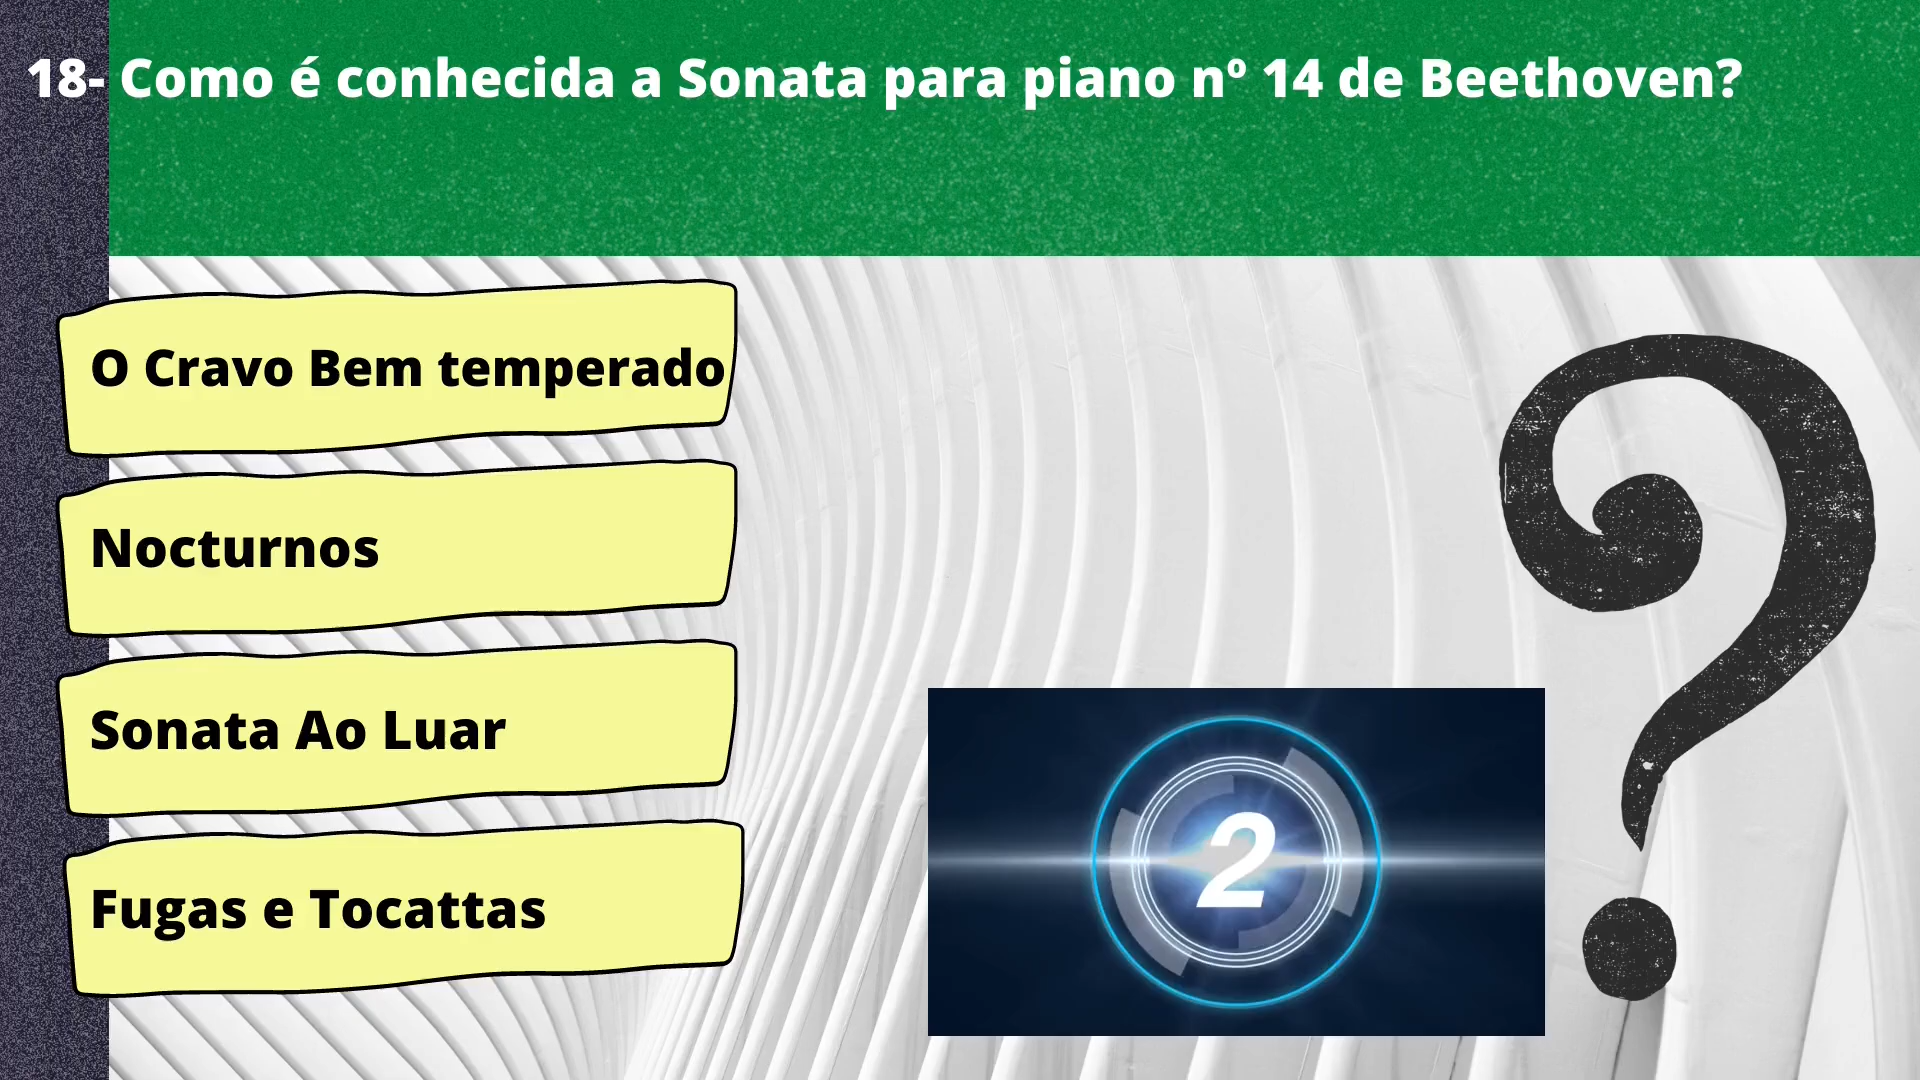 18- Como é conhecida a Sonata para piano nº 14 de Beethoven?
O Cravo Bem temperado
Nocturnos
Sonata Ao Luar
Fugas e Tocattas
2